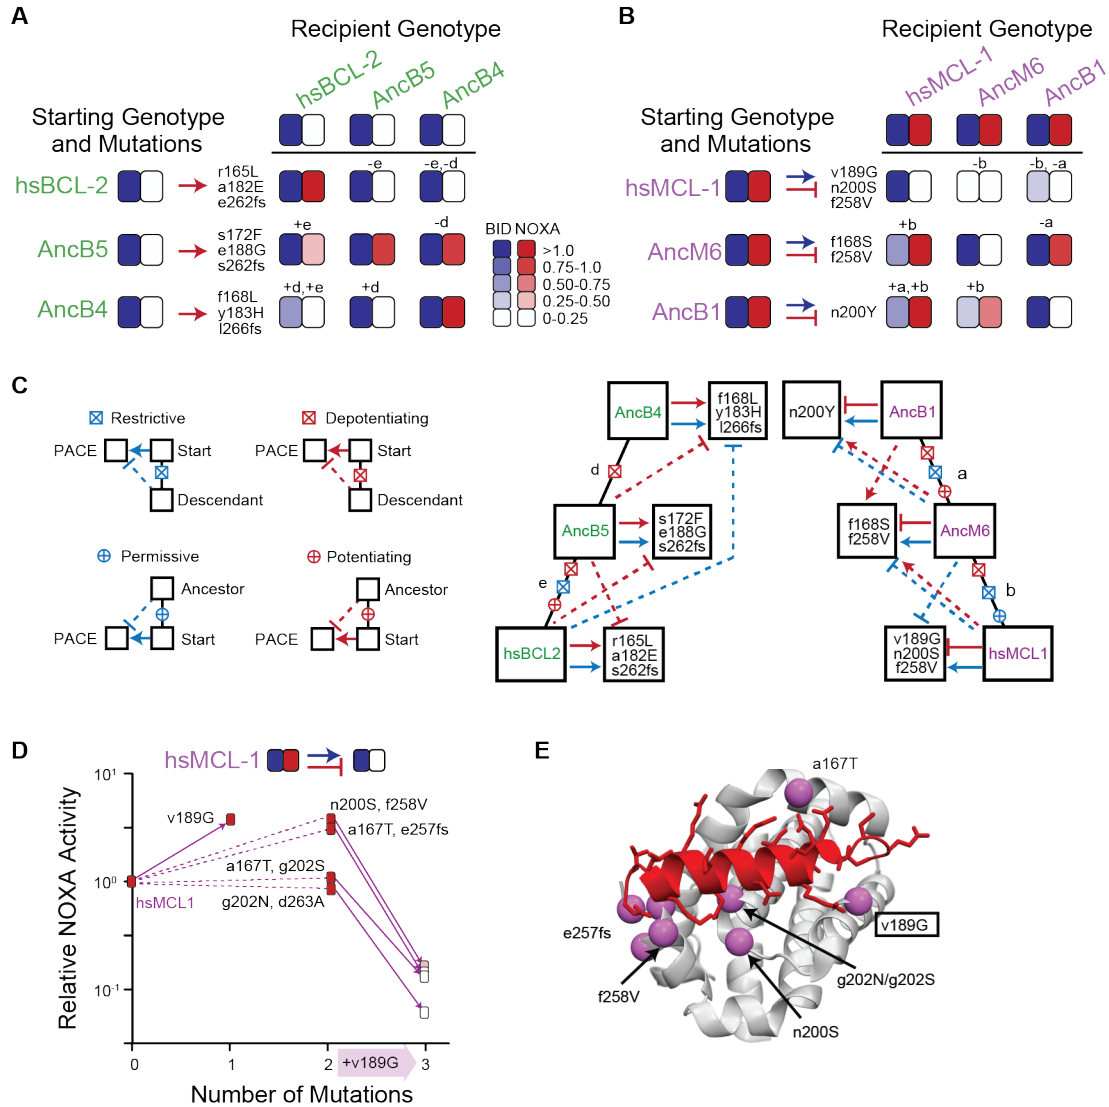 A
Recipient Genotype
hsBCL-2
AncB5
AncB4
Starting Genotype
and Mutations
-e
-e,-d
hsBCL-2
r165L
a182E
e262fs
+e
-d
AncB5
s172F
e188G
s262fs
+d,+e
+d
AncB4
f168L
y183H
l266fs
BID NOXA
>1.0
0.75-1.0
0.50-0.75
0.25-0.50
0-0.25
B
Recipient Genotype
hsMCL-1
AncM6
AncB1
Starting Genotype
and Mutations
-b
-b, -a
hsMCL-1
v189G
n200S
f258V
+b
-a
AncM6
f168S
f258V
+a,+b
+b
AncB1
n200Y
C
Restrictive
PACE
Start
Descendant
Depotentiating
PACE
Start
Descendant
Permissive
Ancestor
PACE
Start
Potentiating
Ancestor
PACE
Start
AncB4
f168L
y183H
l266fs
d
AncB5
s172F
e188G
s262fs
e
hsBCL2
r165L
a182E
s262fs
n200Y
AncB1
a
f168S
f258V
AncM6
b
v189G
n200S
f258V
hsMCL1
D
hsMCL-1
10¹
10⁰
10⁻¹
Relative NOXA Activity
v189G
n200S, f258V
a167T, e257fs
a167T, g202S
g202N, d263A
hsMCL1
0
1
2
+v189G
3
Number of Mutations
E
a167T
e257fs
v189G
f258V
g202N/g202S
n200S